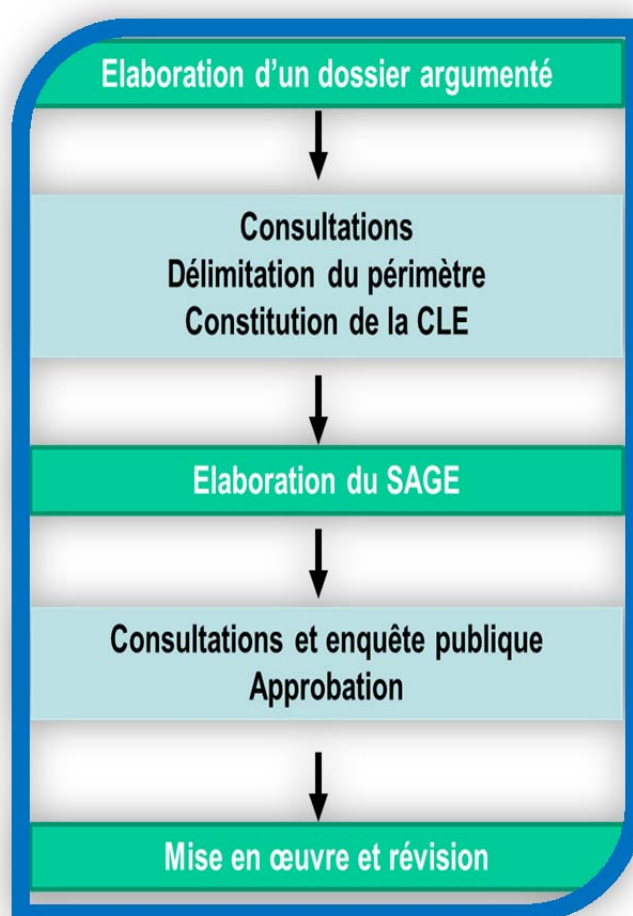 Elaboration d'un dossier argumenté
Consultations
Délimitation du périmètre
Constitution de la CLE
Elaboration du SAGE
Consultations et enquête publique
Approbation
Mise en œuvre et révision